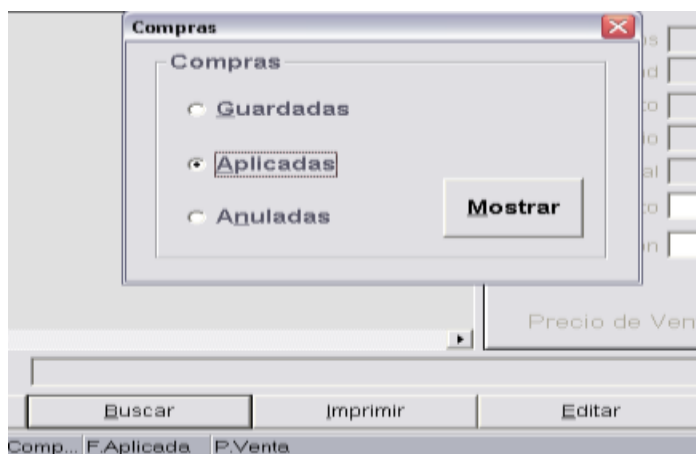 Compras
Compras
Guardadas
Aplicadas
Anuladas
Mostrar
Precio de Ven
Buscar
Imprimir
Editar
Comp... F.Aplicada P.Venta